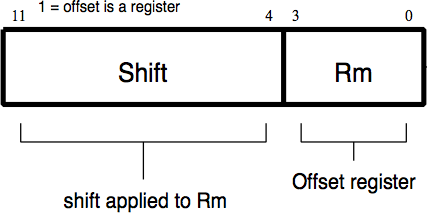 1 = offset is a register
11 4 3 0
Shift Rm
shift applied to Rm Offset register